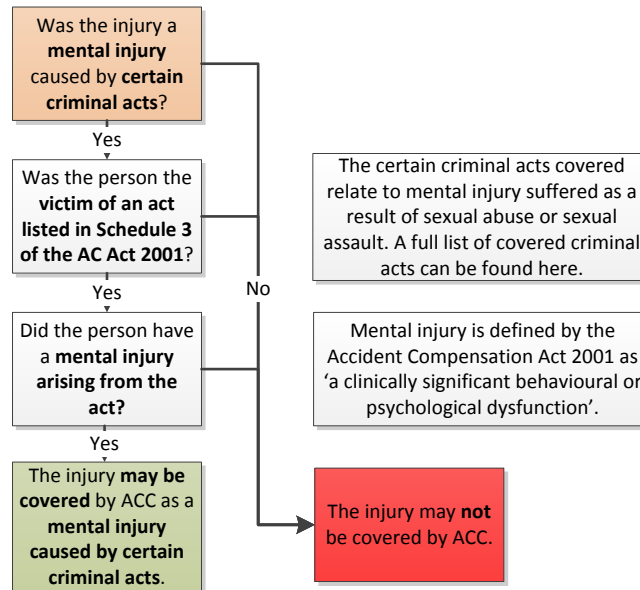 Was the injury a
mental injury
caused by certain
criminal acts?
Yes
Was the person the
victim of an act
listed in Schedule 3
of the AC Act 2001?
Yes
Did the person have
a mental injury
arising from the
act?
Yes
The injury may be
covered by ACC as a
mental injury
caused by certain
criminal acts.
No
The certain criminal acts covered
relate to mental injury suffered as a
result of sexual abuse or sexual
assault. A full list of covered criminal
acts can be found here.
Mental injury is defined by the
Accident Compensation Act 2001 as
‘a clinically significant behavioural or
psychological dysfunction’.
The injury may not
be covered by ACC.